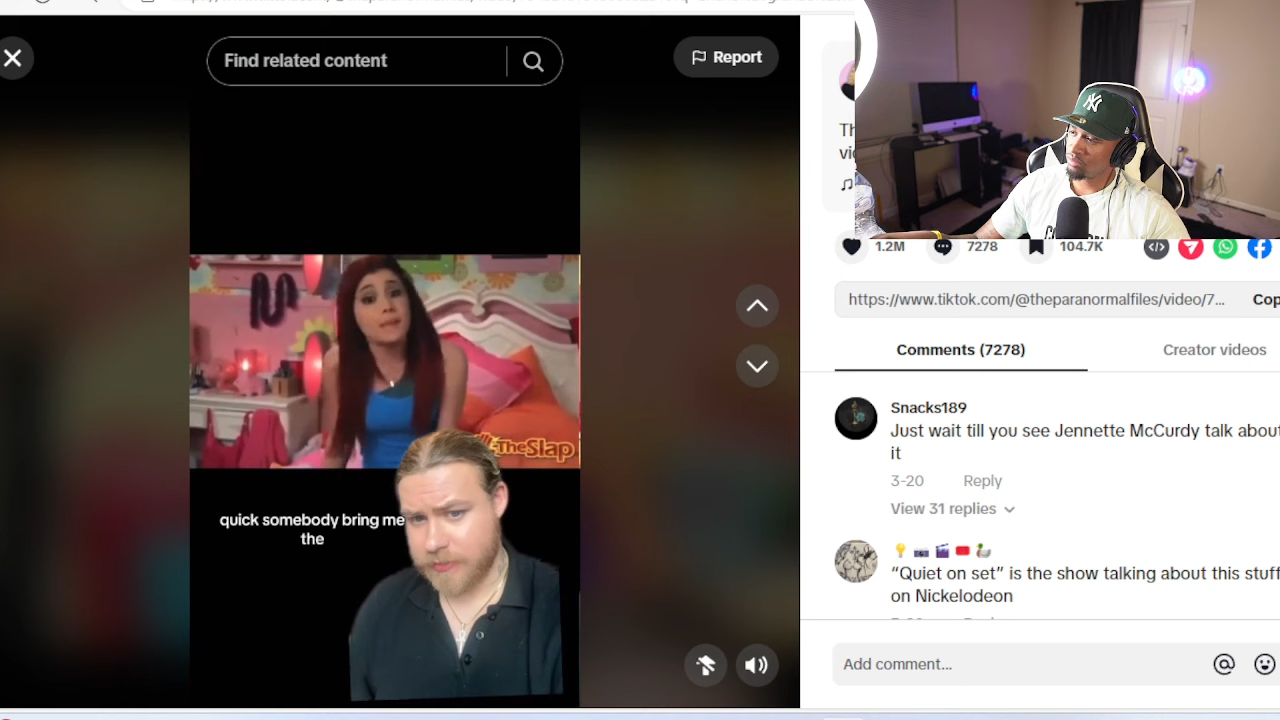 Find related content
Report
TheSlap
quick somebody bring me
the
1.2M
7278
104.7K
https://www.tiktok.com/@theparanormalfiles/video/7...
Cop
Comments (7278)
Creator videos
Snacks189
Just wait till you see Jennette McCurdy talk about
it
3-20
Reply
View 31 replies
“Quiet on set” is the show talking about this stuff
on Nickelodeon
Add comment...